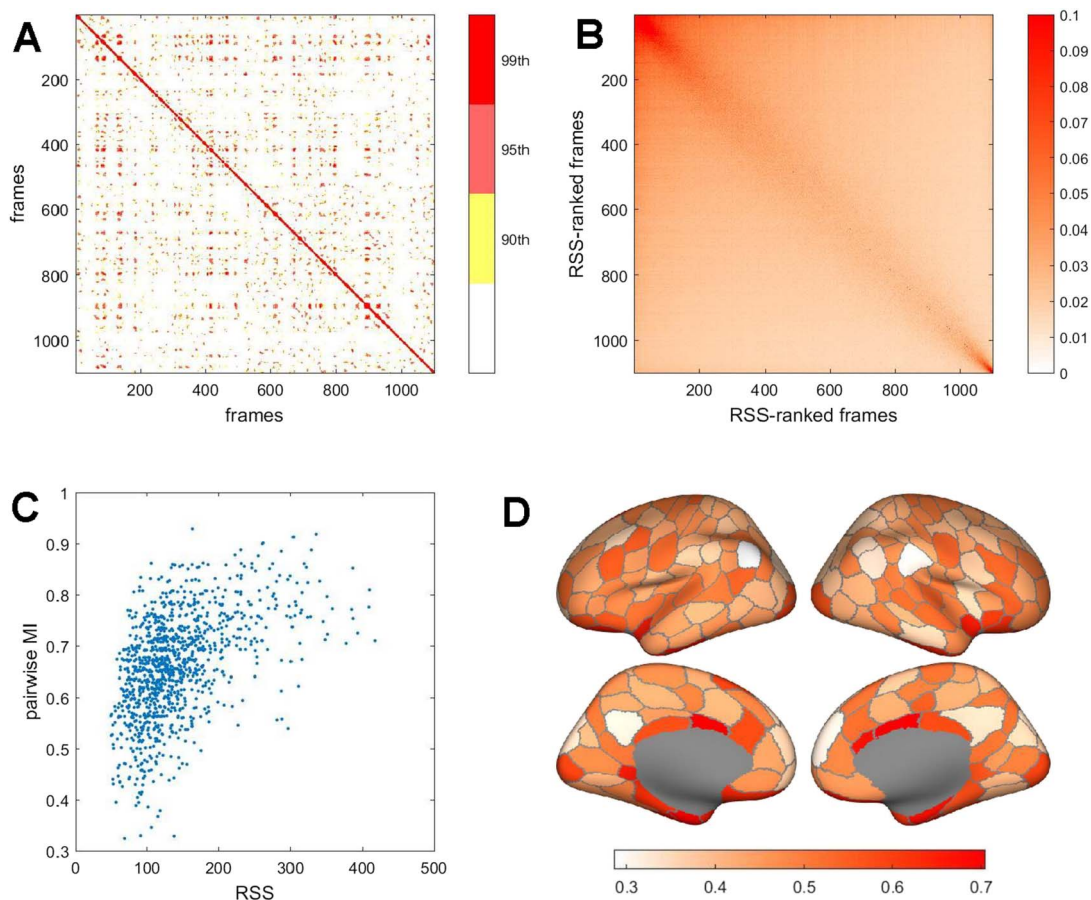 A
frames
200
400
600
800
1000
200 400 600 800 1000
frames
99th
95th
90th
B
RSS-ranked frames
200
400
600
800
1000
200 400 600 800 1000
RSS-ranked frames
0.1
0.09
0.08
0.07
0.06
0.05
0.04
0.03
0.02
0.01
0
C
pairwise MI
1
0.9
0.8
0.7
0.6
0.5
0.4
0.3
0 100 200 300 400 500
RSS
D
0.3 0.4 0.5 0.6 0.7